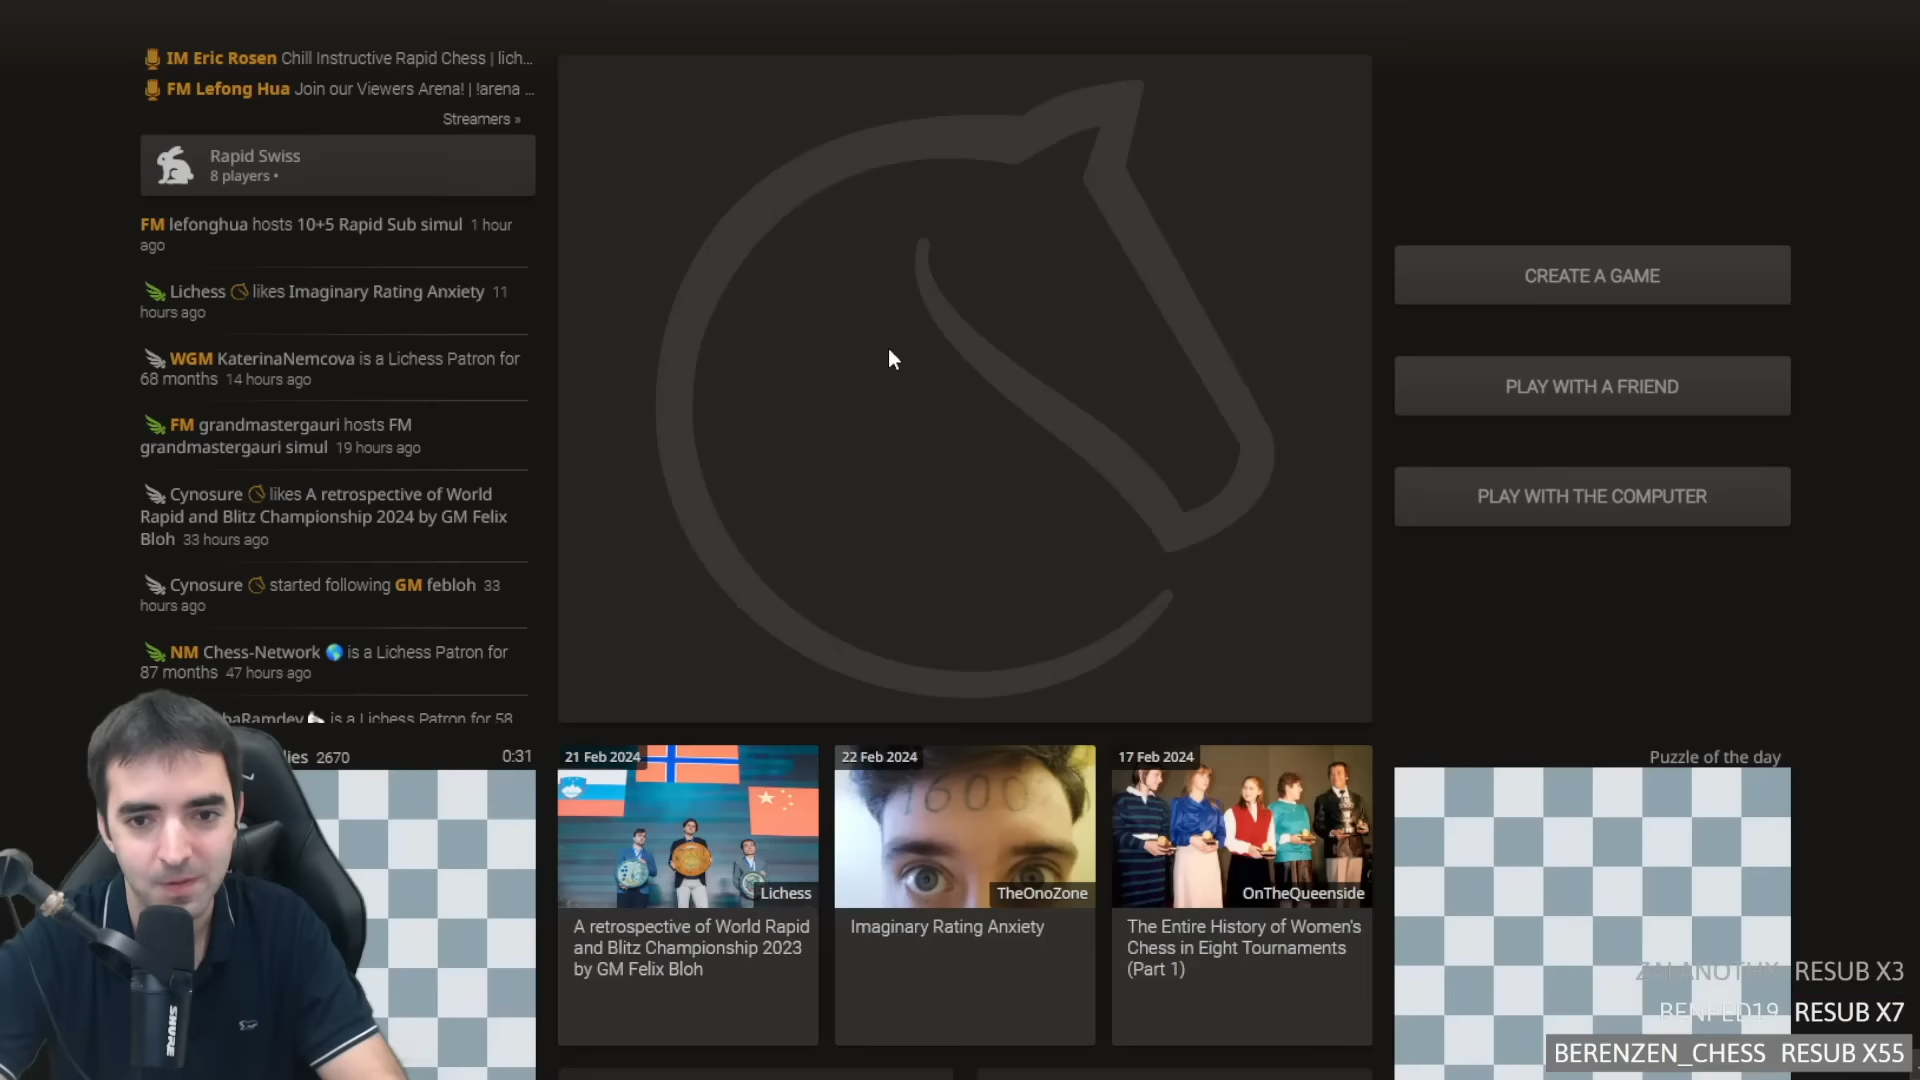 IM Eric Rosen Chill Instructive Rapid Chess | lich...
FM Lefong Hua Join our Viewers Arena! | !arena ...
Streamers »
Rapid Swiss
8 players •
FM lefonghua hosts 10+5 Rapid Sub simul 1 hour
ago
Lichess likes Imaginary Rating Anxiety 11
hours ago
WGM KaterinaNemcova is a Lichess Patron for
68 months 14 hours ago
FM grandmastergauri hosts FM
grandmastergauri simul 19 hours ago
Cynosure likes A retrospective of World
Rapid and Blitz Championship 2024 by GM Felix
Bloh 33 hours ago
Cynosure started following GM febloh 33
hours ago
NM Chess-Network is a Lichess Patron for
87 months 47 hours ago
baRamdev is a Lichess Patron for 58
lies 2670 0:31
CREATE A GAME
PLAY WITH A FRIEND
PLAY WITH THE COMPUTER
21 Feb 2024
Lichess
A retrospective of World Rapid
and Blitz Championship 2023
by GM Felix Bloh
22 Feb 2024
1600
TheOnoZone
Imaginary Rating Anxiety
17 Feb 2024
OnTheQueenside
The Entire History of Women's
Chess in Eight Tournaments
(Part 1)
Puzzle of the day
RESUB X3
BENFED19 RESUB X7
BERENZEN_CHESS RESUB X55
SHURE